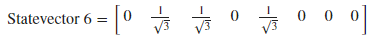 Statevector 6 = [0 1/√3 1/√3 0 1/√3 0 0 0]